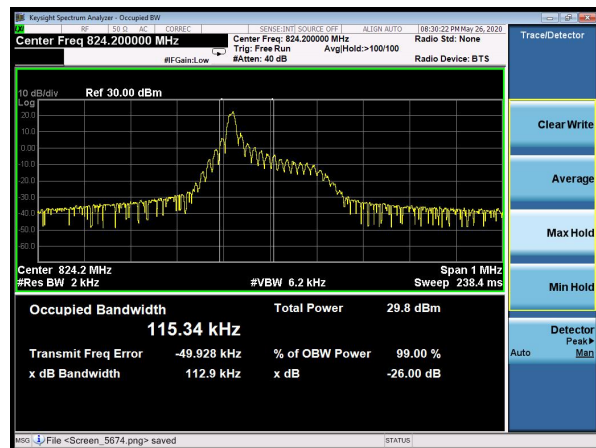 Keysight Spectrum Analyzer - Occupied BW
RF 50 Ω AC CORREC SENSE:INT SOURCE OFF ALIGN AUTO 08:30:22 PM May 26, 2020
Center Freq 824.200000 MHz Center Freq: 824.200000 MHz Radio Std: None
Trig: Free Run Avg|Hold:>100/100
#IFGain:Low #Atten: 40 dB Radio Device: BTS
Trace/Detector
10 dB/div Ref 30.00 dBm
Log
20.0
10.0
0.00
-10.0
-20.0
-30.0
-40.0
-50.0
-60.0
Center 824.2 MHz Span 1 MHz
#Res BW 2 kHz #VBW 6.2 kHz Sweep 238.4 ms
Occupied Bandwidth Total Power 29.8 dBm
115.34 kHz
Transmit Freq Error -49.928 kHz % of OBW Power 99.00 %
x dB Bandwidth 112.9 kHz x dB -26.00 dB
Clear Write
Average
Max Hold
Min Hold
Detector
Peak▶
Auto Man
MSG File <Screen_5674.png> saved STATUS